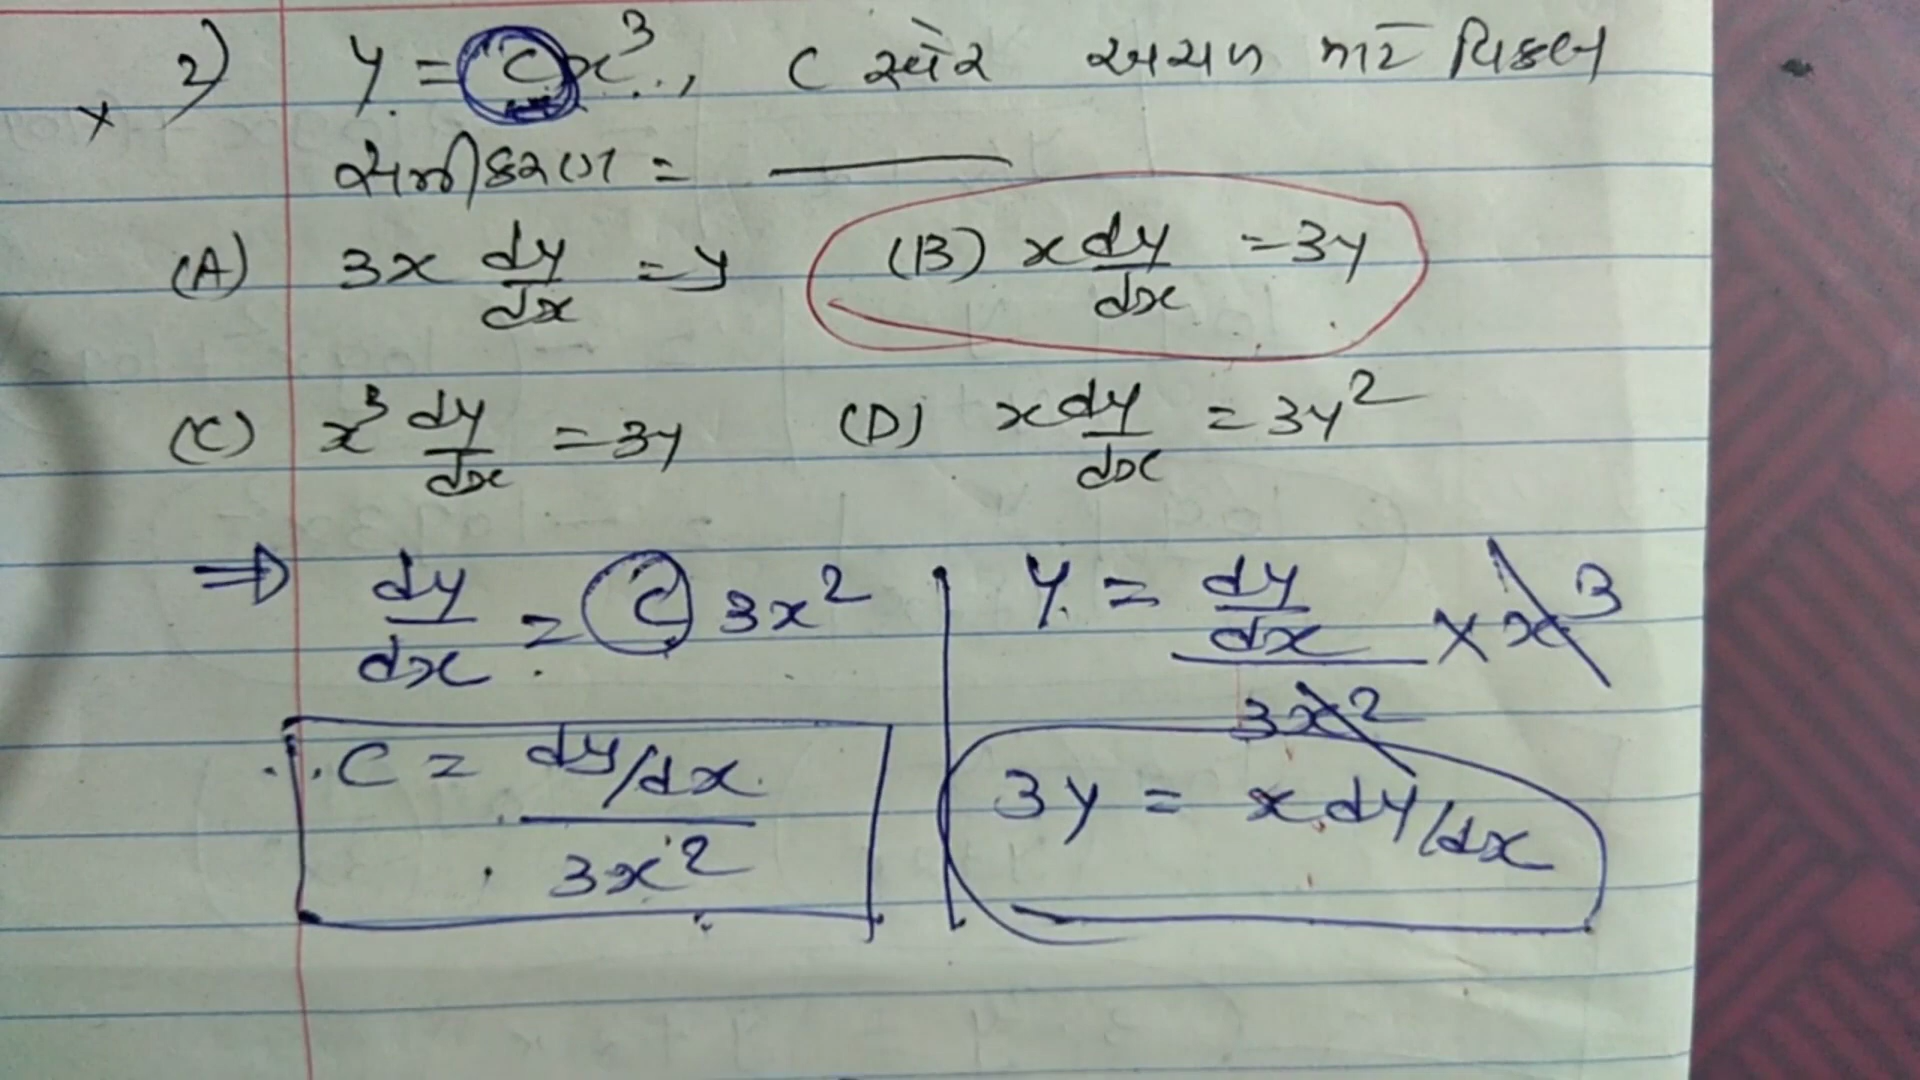 × 2) y = cx³, c સ્વૈર અચળ માટે વિકલ
સમીકરણ = ____
(A) 3x dy/dx = y (B) x dy/dx = 3y
(C) x³ dy/dx = 3y (D) x dy/dx = 3y²
⇒ dy/dx = c 3x²
∴ c = dy/dx / 3x²
y = dy/dx / 3x² × x³
3y = x dy/dx